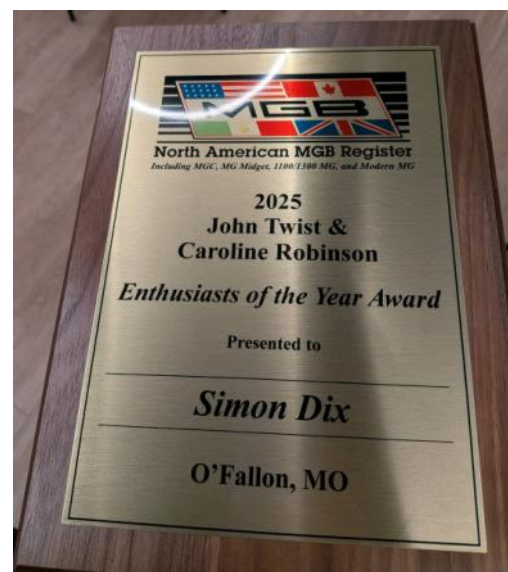 MGB
North American MGB Register
Including MGC, MG Midget, 1100/1300 MG, and Modern MG
2025
John Twist &
Caroline Robinson
Enthusiasts of the Year Award
Presented to
Simon Dix
O'Fallon, MO